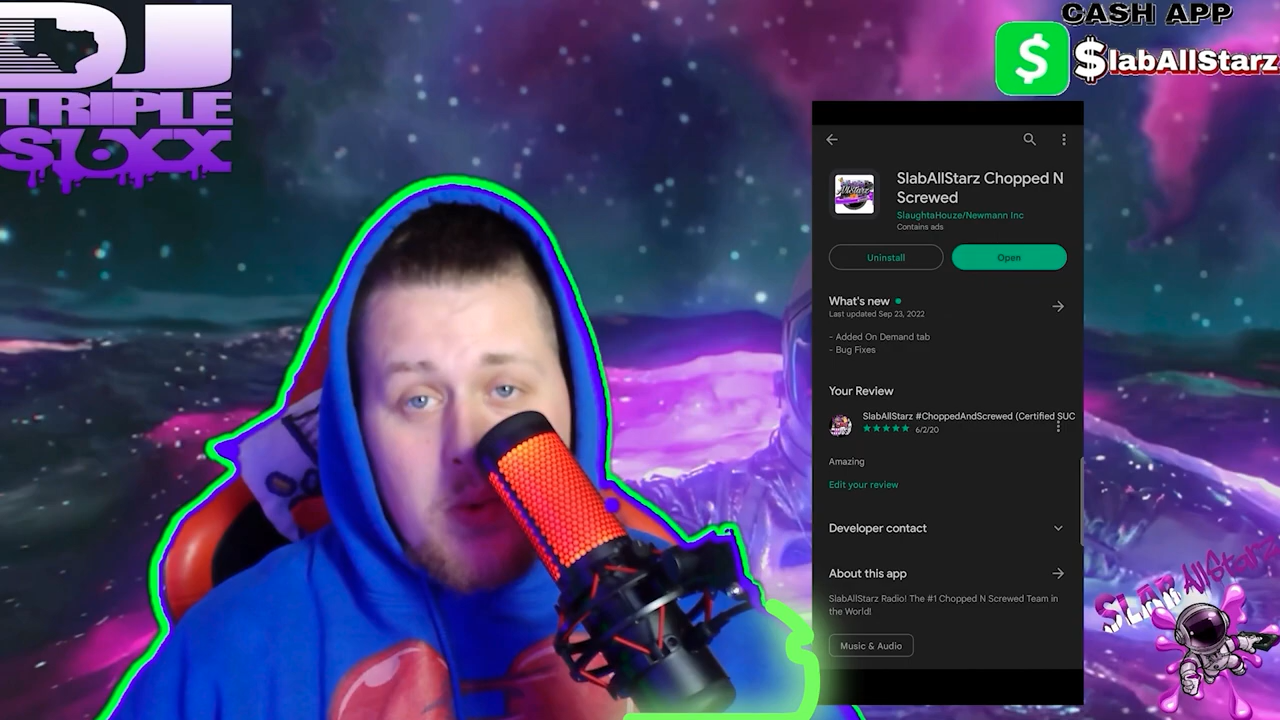 DJ
TRIPLE
SIXX
CASH APP
$
$labAllStarz
SlabAllStarz Chopped N
Screwed
SlaughtaHouze/Newmann Inc
Contains ads
Uninstall
Open
What's new
Last updated Sep 23, 2022
- Added On Demand tab
- Bug Fixes
Your Review
SlabAllStarz #ChoppedAndScrewed (Certified SUC
6/2/20
Amazing
Edit your review
Developer contact
About this app
SlabAllStarz Radio! The #1 Chopped N Screwed Team in
the World!
Music & Audio
SLAB AllStarz